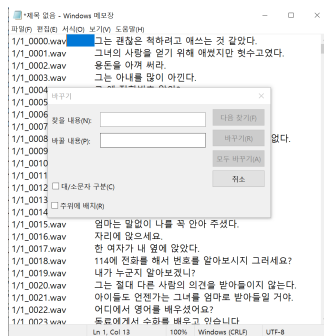 *제목 없음 - Windows 메모장
파일(F) 편집(E) 서식(O) 보기(V) 도움말(H)
1/1_0000.wav 그는 괜찮은 척하려고 애쓰는 것 같았다.
1/1_0001.wav 그녀의 사랑을 얻기 위해 애썼지만 헛수고였다.
1/1_0002.wav 용돈을 아껴 써라.
1/1_0003.wav 그는 아내를 많이 아낀다.
1/1_0004
1/1_0005
1/1_0006
1/1_0007
1/1_0008
1/1_0009 없다.
1/1_0010
1/1_0011
1/1_0012
1/1_0013
1/1_0014
바꾸기
찾을 내용(N):
바꿀 내용(P):
다음 찾기(F)
바꾸기(R)
모두 바꾸기(A)
취소
대/소문자 구분(C)
주위에 배치(R)
1/1_0015.wav 엄마는 말없이 나를 꼭 안아 주셨다.
1/1_0016.wav 자리에 앉으세요.
1/1_0017.wav 한 여자가 내 옆에 앉았다.
1/1_0018.wav 114에 전화를 해서 번호를 알아보시지 그러세요?
1/1_0019.wav 내가 누군지 알아보겠니?
1/1_0020.wav 그는 절대 다른 사람의 의견을 받아들이지 않는다.
1/1_0021.wav 아이들도 언젠가는 그녀를 엄마로 받아들일 거야.
1/1_0022.wav 어디에서 영어를 배우셨어요?
1/1_0023.wav 동료에게서 수화를 배우고 있습니다
Ln 1, Col 13 100% Windows (CRLF) UTF-8